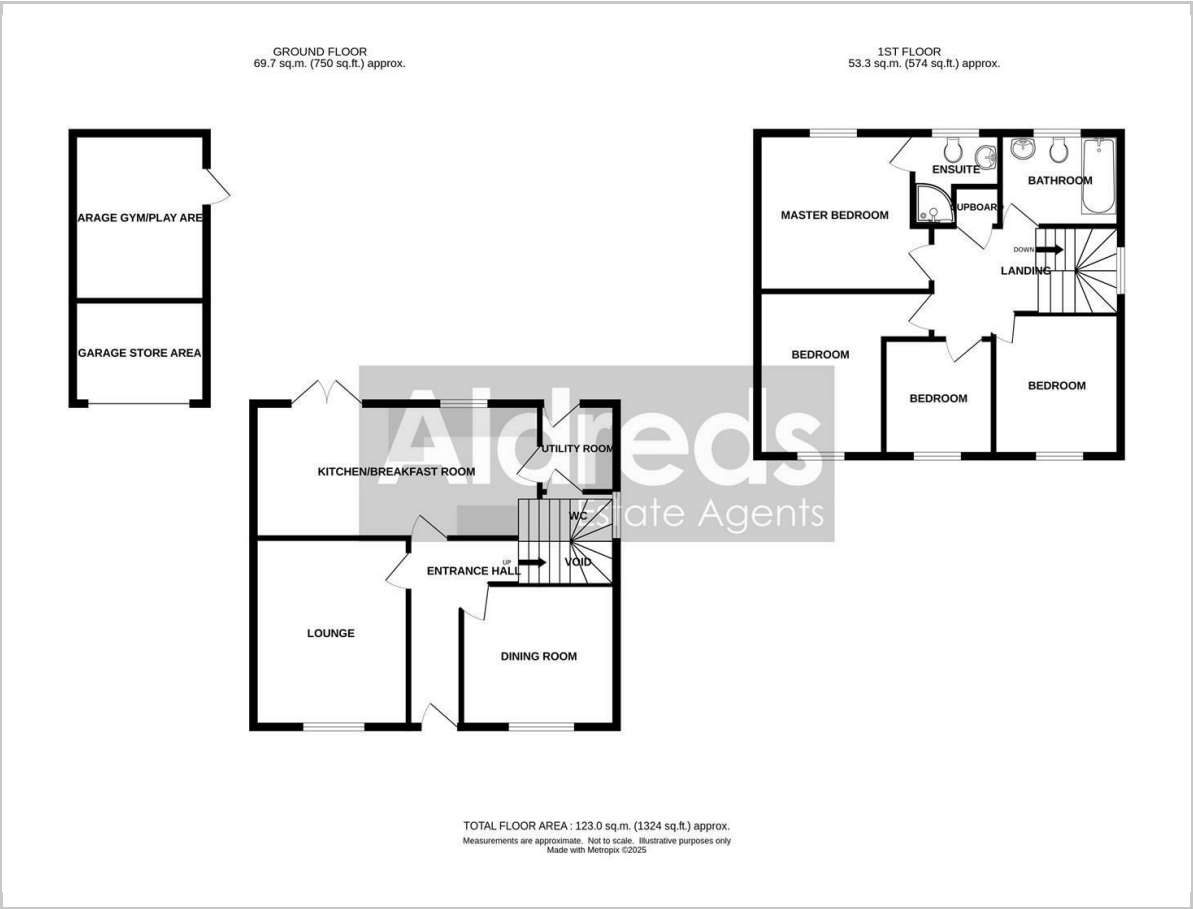 GROUND FLOOR
69.7 sq.m. (750 sq.ft.) approx.
1ST FLOOR
53.3 sq.m. (574 sq.ft.) approx.
ARAGE GYM/PLAY ARE
GARAGE STORE AREA
ENSUITE
BATHROOM
MASTER BEDROOM
UPBOARD
DOWN
LANDING
BEDROOM
BEDROOM
BEDROOM
Aldreds
Estate Agents
UTILITY ROOM
KITCHEN/BREAKFAST ROOM
WC
UP
VOID
ENTRANCE HALL
LOUNGE
DINING ROOM
TOTAL FLOOR AREA : 123.0 sq.m. (1324 sq.ft.) approx.
Measurements are approximate. Not to scale. Illustrative purposes only
Made with Metropix ©2025